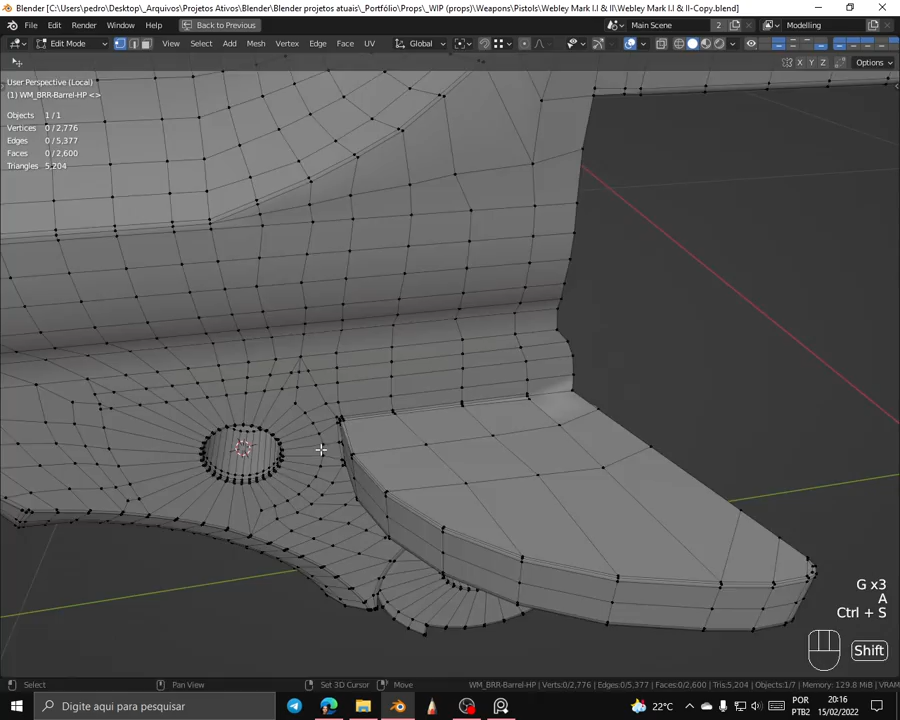 Blender [C:\Users\pedro\Desktop\_Arquivos\Projetos Ativos\Blender\Blender projetos atuais\_Portfólio\Props\_WIP (props)\Weapons\Pistols\Webley Mark I.I & II\Webley Mark I.I & II-Copy.blend]
File Edit Render Window Help Back to Previous Main Scene 2 Modelling
Edit Mode View Select Add Mesh Vertex Edge Face UV Global
X Y Z Options
User Perspective (Local)
(1) WM_BRR-Barrel-HP <>
Objects 1/1
Vertices 0/2,776
Edges 0/5,377
Faces 0/2,600
Triangles 5,204
G x3
A
Ctrl + S
Shift
Select Pan View Set 3D Cursor Move WM_BRR-Barrel-HP | Verts:0/2,776 | Edges:0/5,377 | Faces:0/2,600 | Tris:5,204 | Objects:1/7 | Memory: 129.8 MiB | VRAM
Digite aqui para pesquisar 22°C POR 20:16
PTB2 15/02/2022